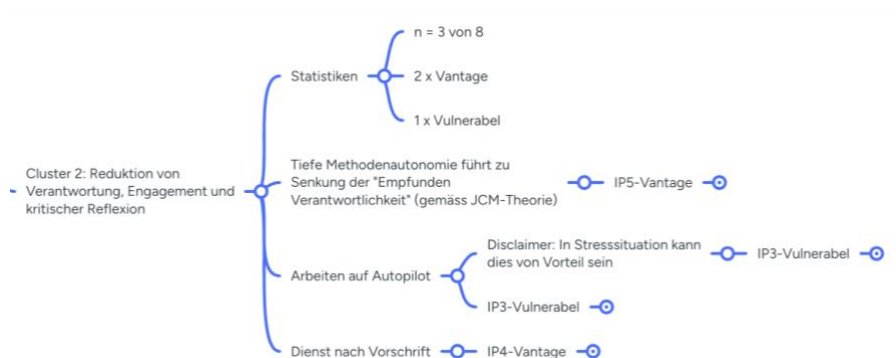 n = 3 von 8
Statistiken
2 x Vantage
1 x Vulnerabel
Cluster 2: Reduktion von
Verantwortung, Engagement und
kritischer Reflexion
Tiefe Methodenautonomie führt zu
Senkung der "Empfunden
Verantwortlichkeit" (gemäss JCM-Theorie)
IP5-Vantage
Arbeiten auf Autopilot
Disclaimer: In Stresssituation kann
dies von Vorteil sein
IP3-Vulnerabel
IP3-Vulnerabel
Dienst nach Vorschrift
IP4-Vantage